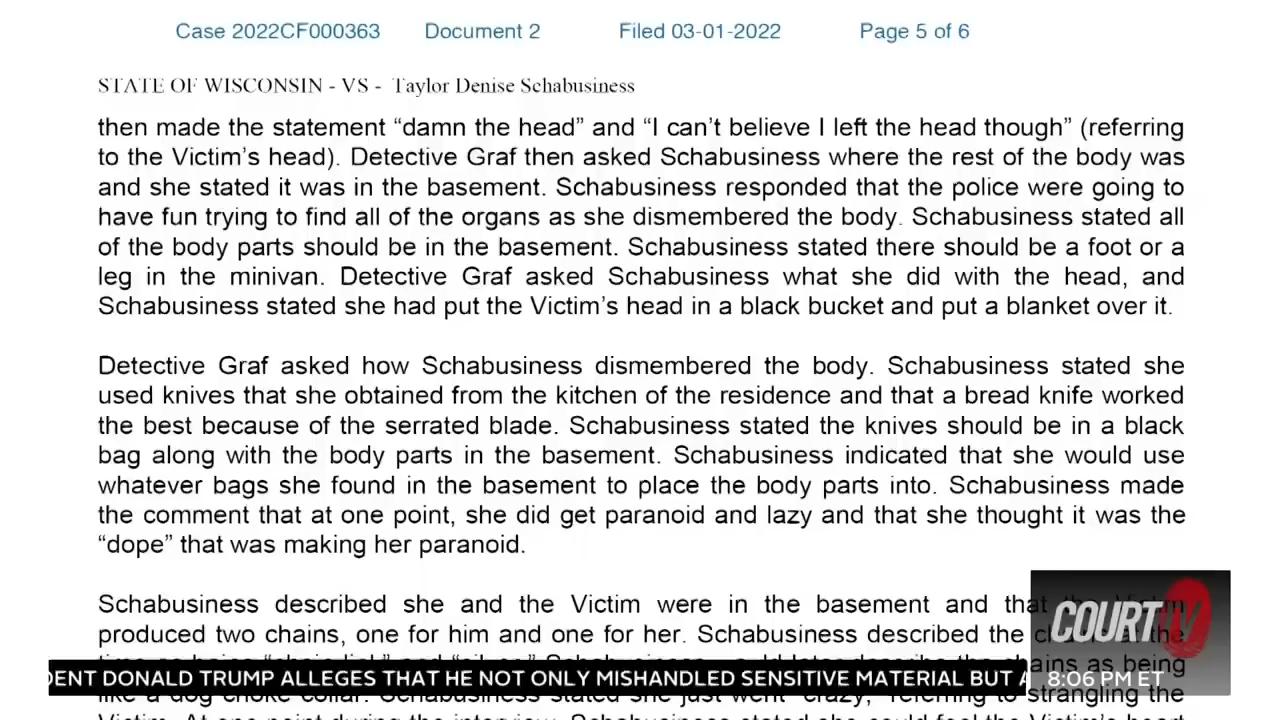 Case 2022CF000363 Document 2 Filed 03-01-2022 Page 5 of 6
STATE OF WISCONSIN - VS - Taylor Denise Schabusiness
then made the statement “damn the head” and “I can’t believe I left the head though” (referring
to the Victim’s head). Detective Graf then asked Schabusiness where the rest of the body was
and she stated it was in the basement. Schabusiness responded that the police were going to
have fun trying to find all of the organs as she dismembered the body. Schabusiness stated all
of the body parts should be in the basement. Schabusiness stated there should be a foot or a
leg in the minivan. Detective Graf asked Schabusiness what she did with the head, and
Schabusiness stated she had put the Victim’s head in a black bucket and put a blanket over it.
Detective Graf asked how Schabusiness dismembered the body. Schabusiness stated she
used knives that she obtained from the kitchen of the residence and that a bread knife worked
the best because of the serrated blade. Schabusiness stated the knives should be in a black
bag along with the body parts in the basement. Schabusiness indicated that she would use
whatever bags she found in the basement to place the body parts into. Schabusiness made
the comment that at one point, she did get paranoid and lazy and that she thought it was the
“dope” that was making her paranoid.
Schabusiness described she and the Victim were in the basement and that the Victim
produced two chains, one for him and one for her. Schabusiness described the at the
chains as being
strangling the
COURT TV
DENT DONALD TRUMP ALLEGES THAT HE NOT ONLY MISHANDLED SENSITIVE MATERIAL BUT A
8:06 PM ET